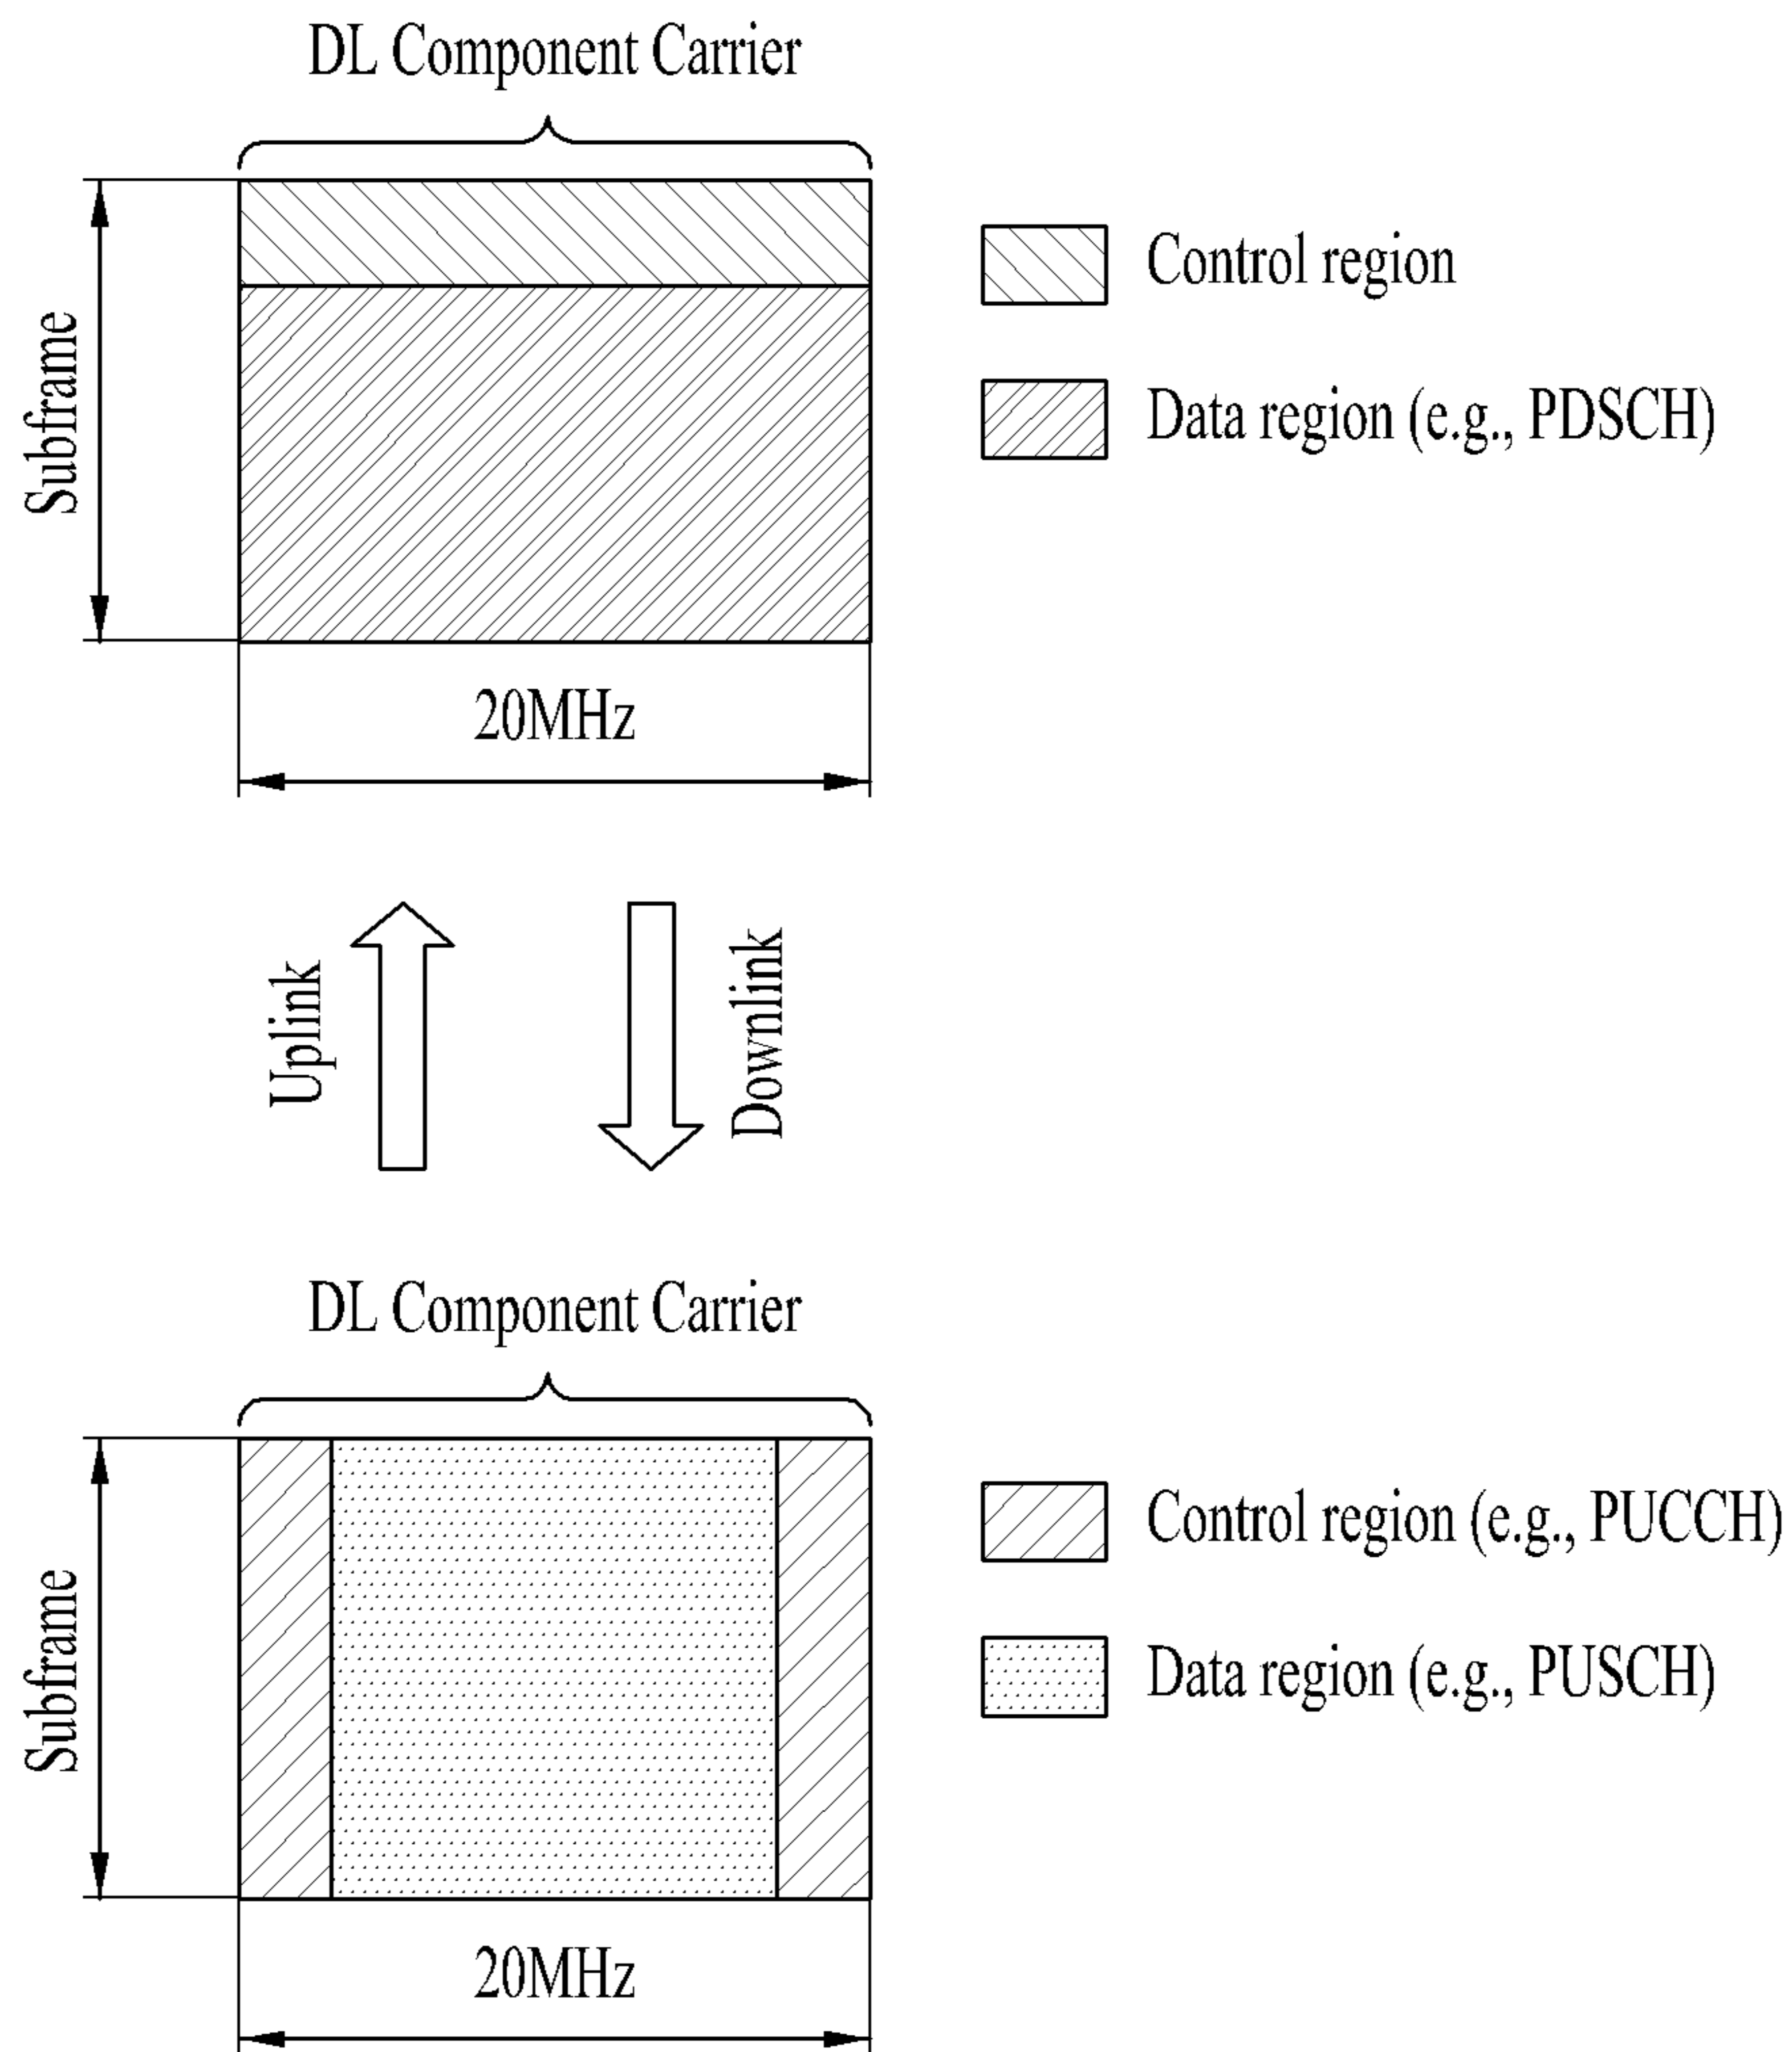 DL Component Carrier
Subframe
Control region
Data region (e.g., PDSCH)
20MHz
Uplink
Downlink
DL Component Carrier
Subframe
Control region (e.g., PUCCH)
Data region (e.g., PUSCH)
20MHz